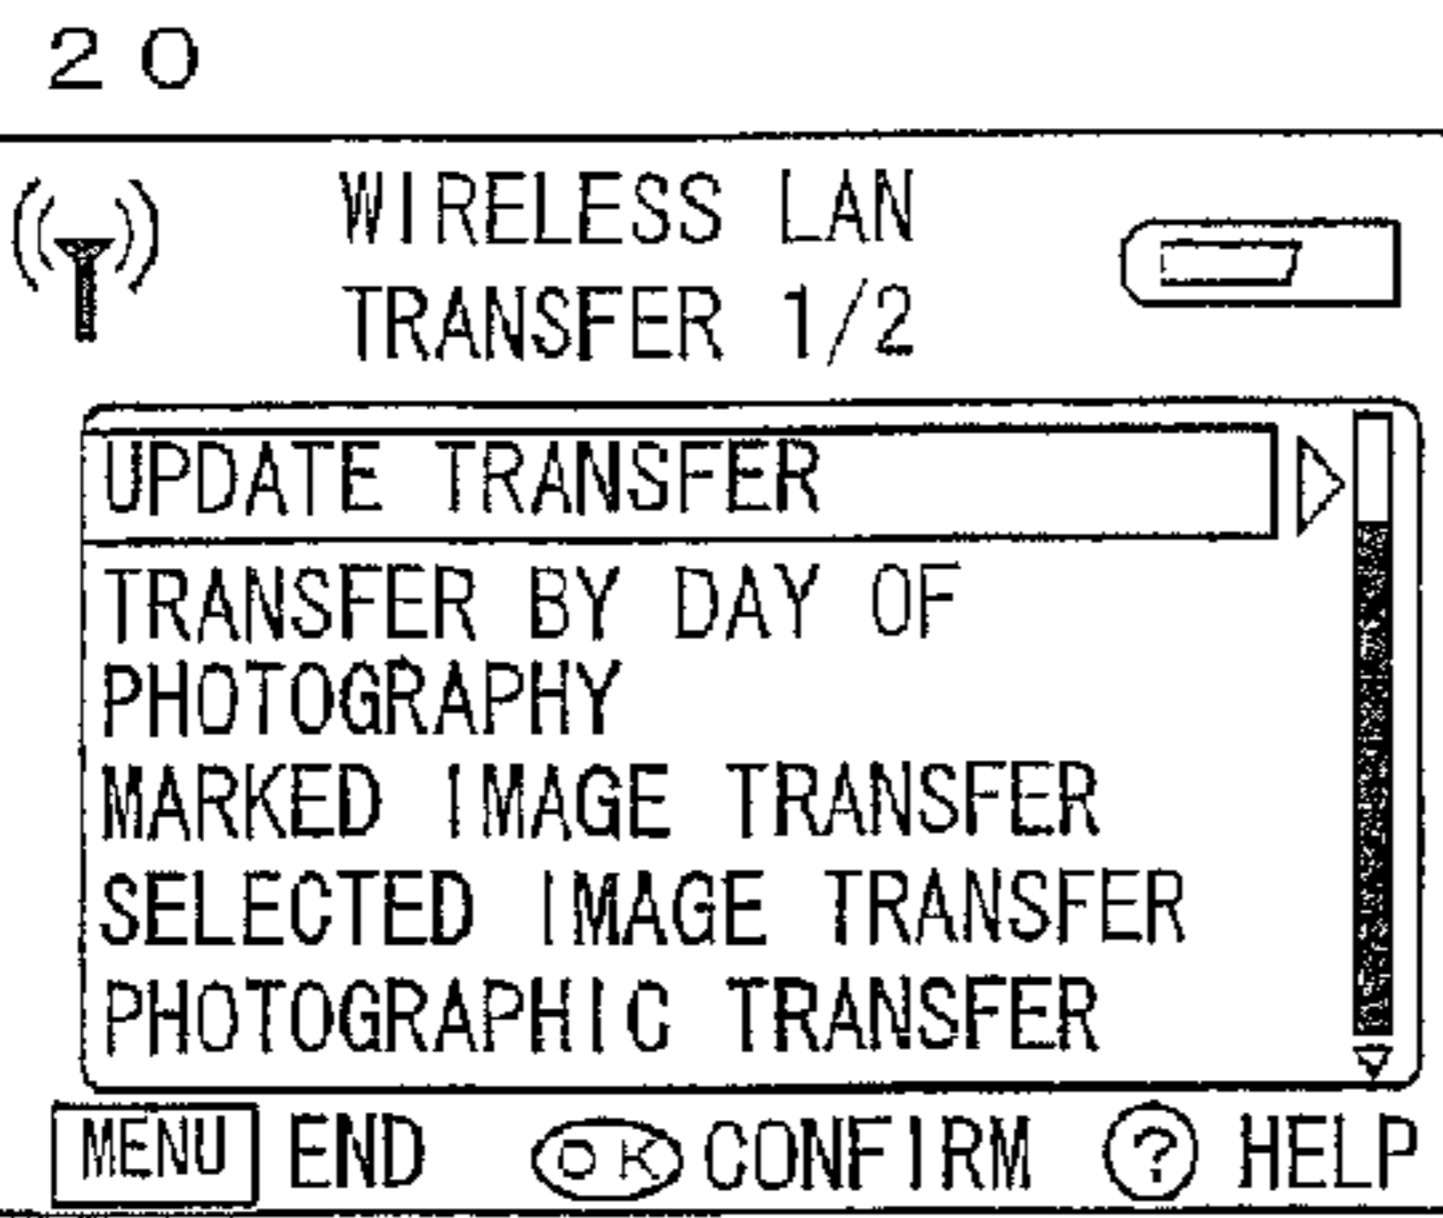 20
WIRELESS LAN
TRANSFER 1/2
UPDATE TRANSFER
TRANSFER BY DAY OF
PHOTOGRAPHY
MARKED IMAGE TRANSFER
SELECTED IMAGE TRANSFER
PHOTOGRAPHIC TRANSFER
MENU END OK CONFIRM ? HELP